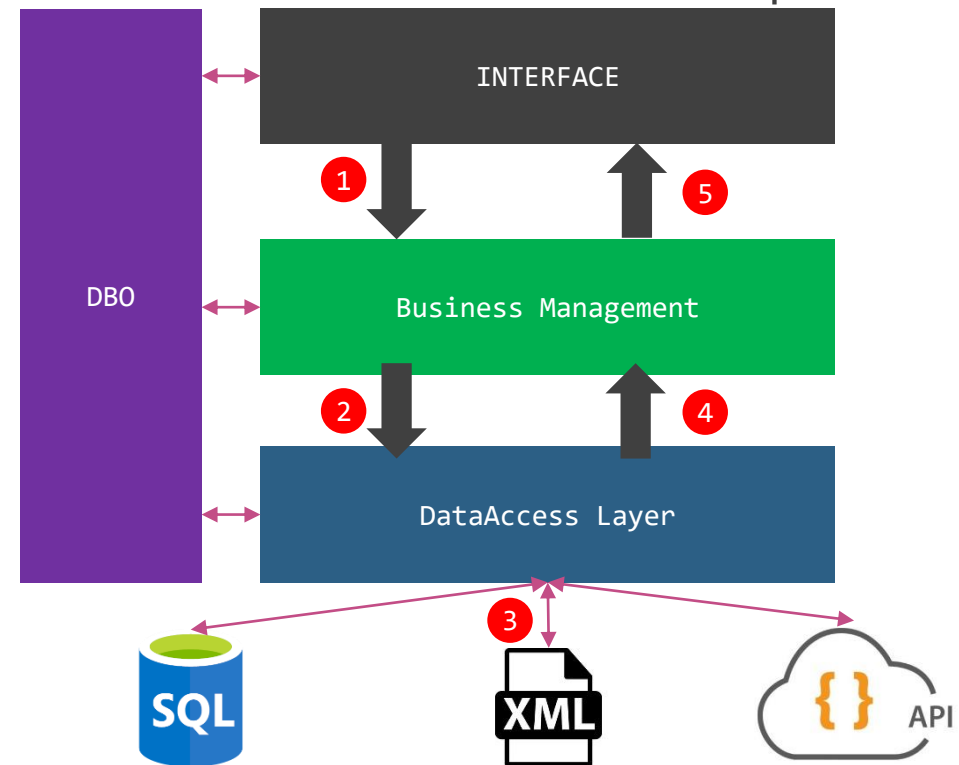 INTERFACE
1
5
DBO
Business Management
2
4
DataAccess Layer
3
SQL
XML
{ } API